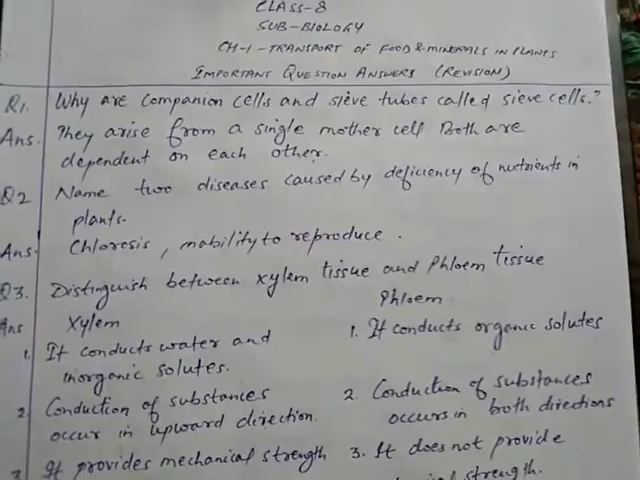 CLASS-8
SUB-BIOLOGY
CH-1-TRANSPORT OF FOOD & MINERALS IN PLANTS
IMPORTANT QUESTION ANSWERS (REVISION)
Q1. Why are companion cells and sieve tubes called sieve cells.?
Ans. They arise from a single mother cell Both are
dependent on each other.
Q2 Name two diseases caused by deficiency of nutrients in
plants.
Ans. Chlorosis, inability to reproduce.
Q3. Distinguish between xylem tissue and Phloem tissue
Ans Xylem Phloem
1. It conducts water and 1. It conducts organic solutes
inorganic solutes.
2. Conduction of substances 2. Conduction of substances
occur in upward direction. occurs in both directions
3. It provides mechanical strength 3. It does not provide
strength.